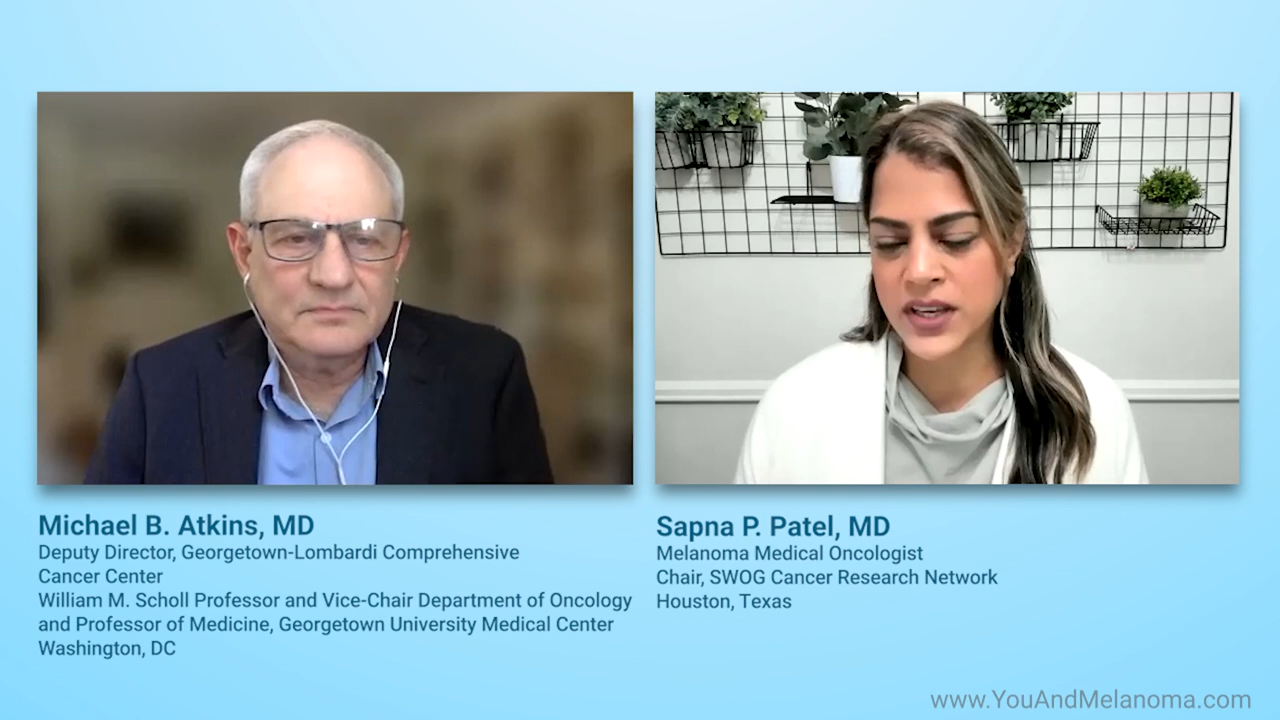 Michael B. Atkins, MD
Deputy Director, Georgetown-Lombardi Comprehensive
Cancer Center
William M. Scholl Professor and Vice-Chair Department of Oncology
and Professor of Medicine, Georgetown University Medical Center
Washington, DC
Sapna P. Patel, MD
Melanoma Medical Oncologist
Chair, SWOG Cancer Research Network
Houston, Texas
www.YouAndMelanoma.com